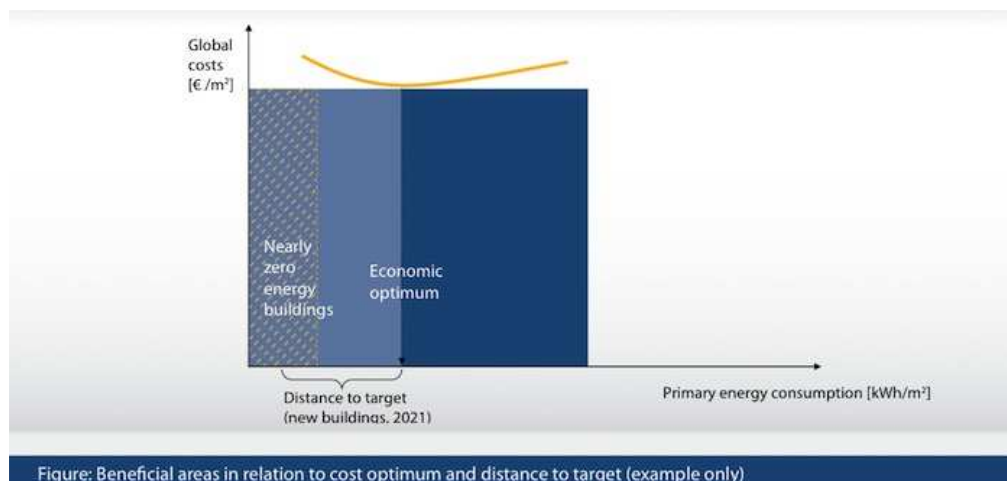 Global
costs
[€ /m²]
Nearly
zero
energy
buildings
Economic
optimum
Distance to target
(new buildings, 2021)
Primary energy consumption [kWh/m²]
Figure: Beneficial areas in relation to cost optimum and distance to target (example only)